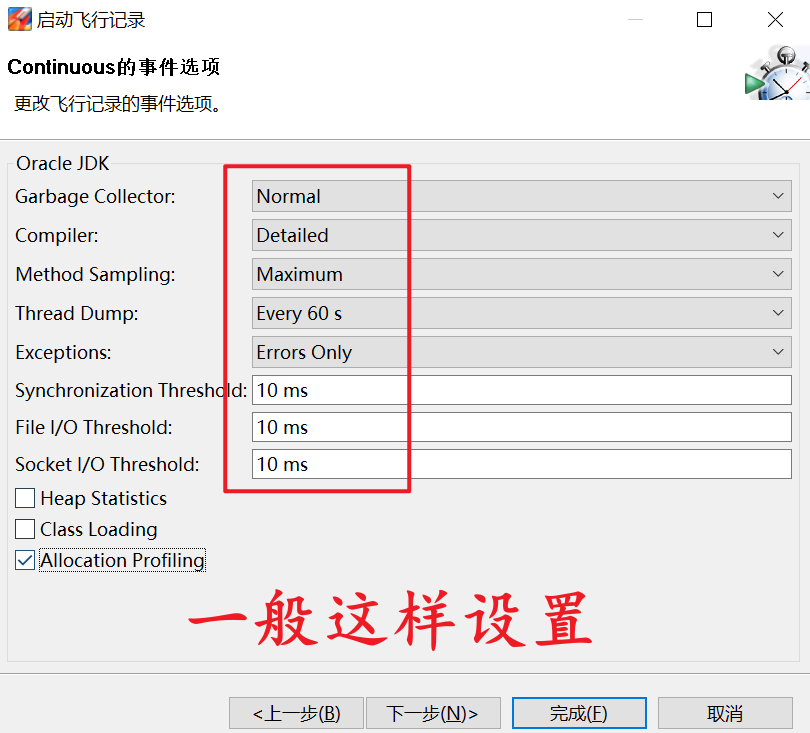 启动飞行记录
Continuous的事件选项
更改飞行记录的事件选项。
Oracle JDK
Garbage Collector: Normal
Compiler: Detailed
Method Sampling: Maximum
Thread Dump: Every 60 s
Exceptions: Errors Only
Synchronization Threshold: 10 ms
File I/O Threshold: 10 ms
Socket I/O Threshold: 10 ms
Heap Statistics
Class Loading
Allocation Profiling
一般这样设置
<上一步(B) 下一步(N)> 完成(F) 取消